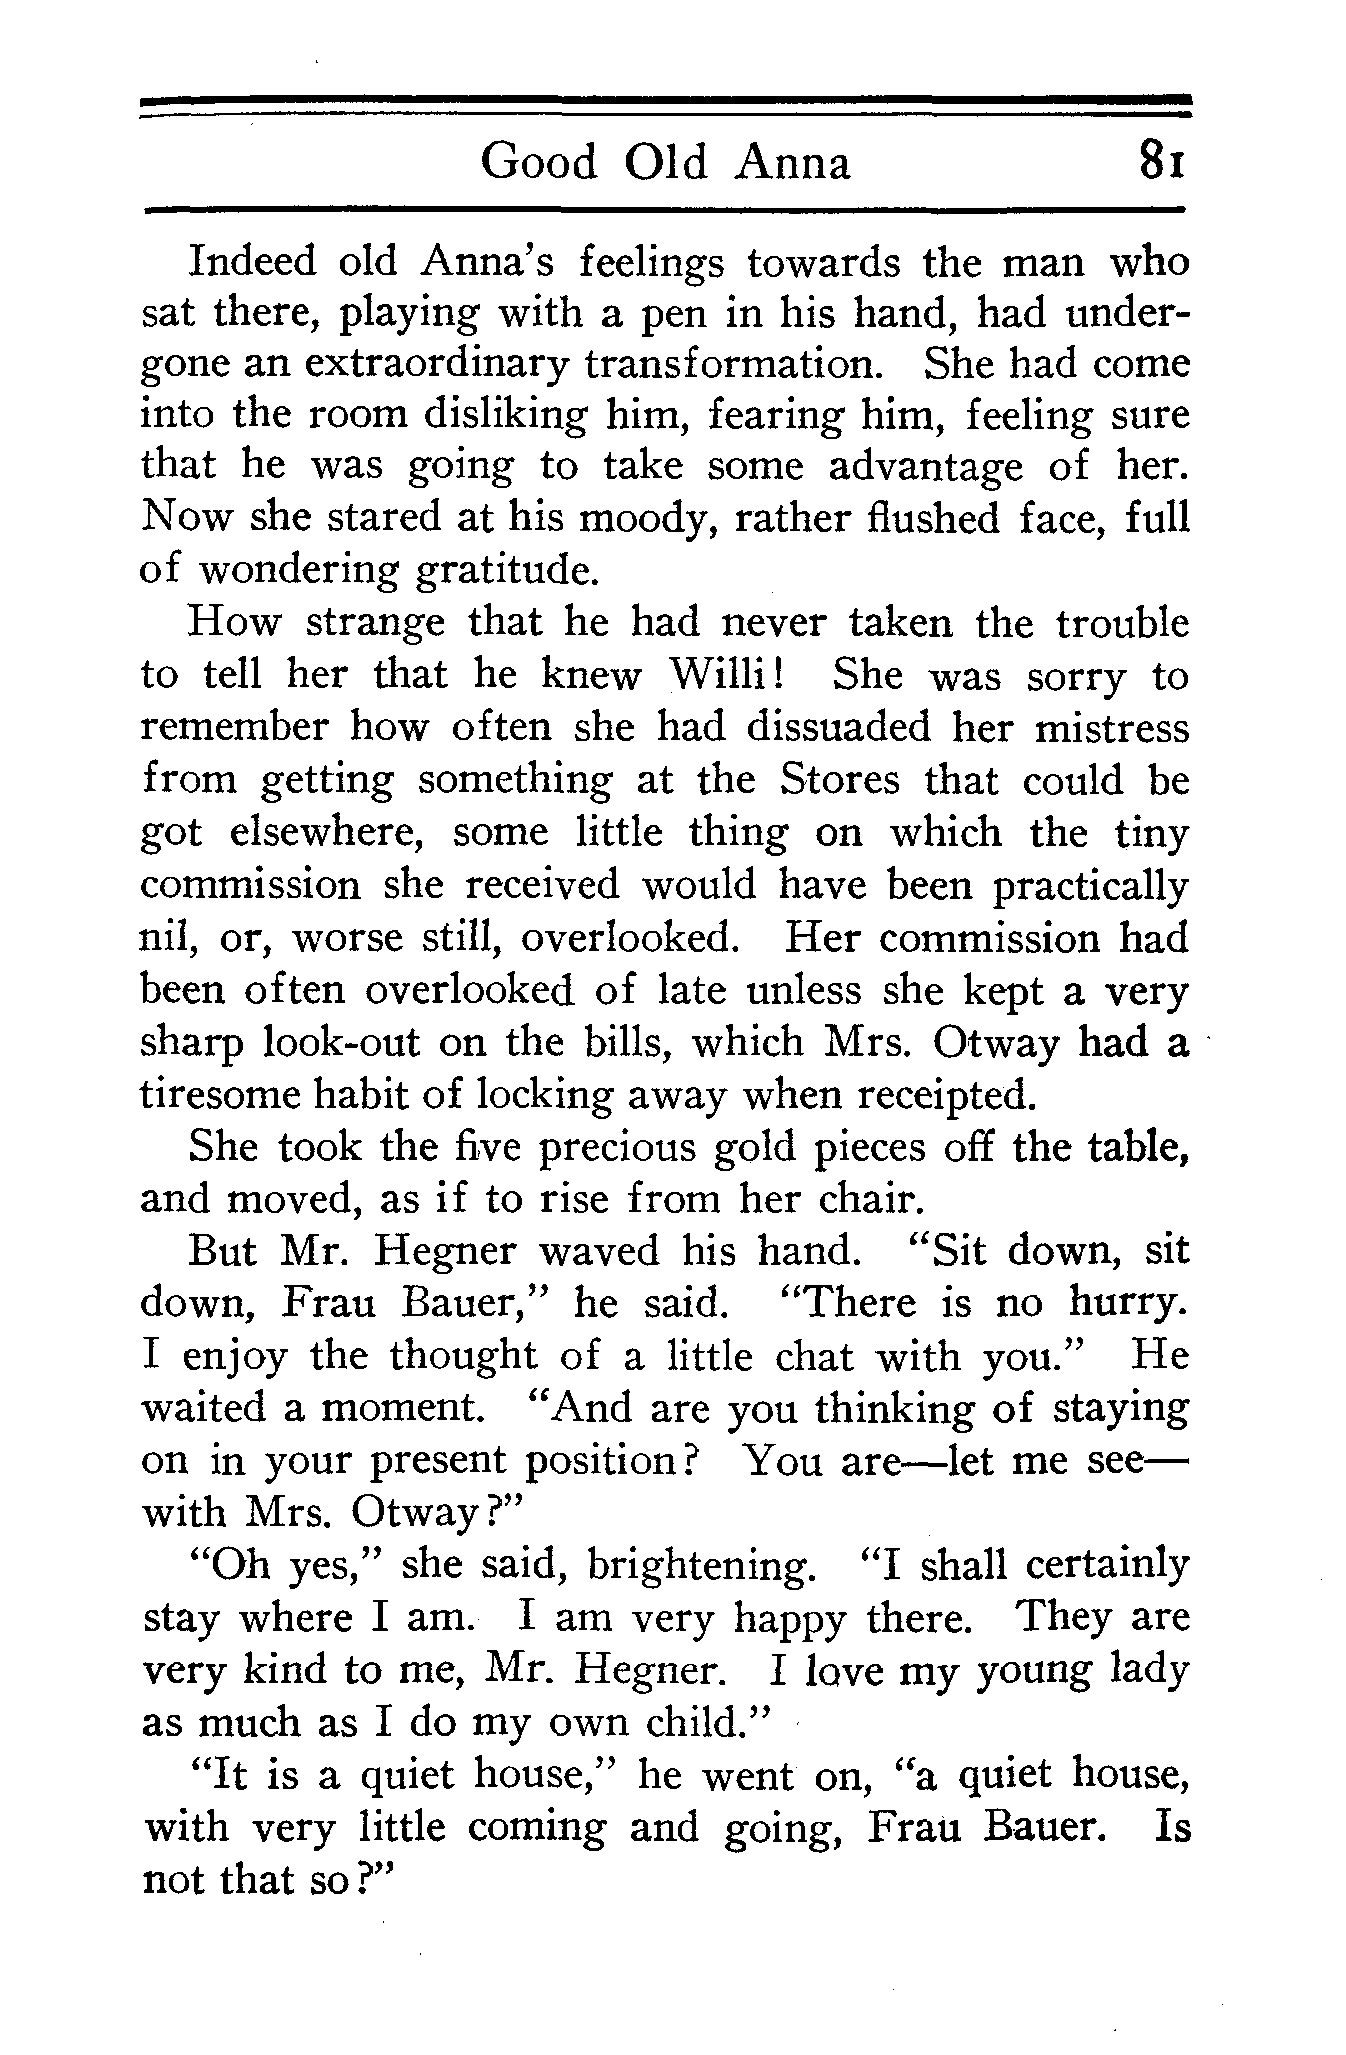 Good Old Anna 81
Indeed old Anna's feelings towards the man who
sat there, playing with a pen in his hand, had under-
gone an extraordinary transformation. She had come
into the room disliking him, fearing him, feeling sure
that he was going to take some advantage of her.
Now she stared at his moody, rather flushed face, full
of wondering gratitude.
How strange that he had never taken the trouble
to tell her that he knew Willi! She was sorry to
remember how often she had dissuaded her mistress
from getting something at the Stores that could be
got elsewhere, some little thing on which the tiny
commission she received would have been practically
nil, or, worse still, overlooked. Her commission had
been often overlooked of late unless she kept a very
sharp look-out on the bills, which Mrs. Otway had a
tiresome habit of locking away when receipted.
She took the five precious gold pieces off the table,
and moved, as if to rise from her chair.
But Mr. Hegner waved his hand. "Sit down, sit
down, Frau Bauer," he said. "There is no hurry.
I enjoy the thought of a little chat with you." He
waited a moment. "And are you thinking of staying
on in your present position? You are—let me see—
with Mrs. Otway?"
"Oh yes," she said, brightening. "I shall certainly
stay where I am. I am very happy there. They are
very kind to me, Mr. Hegner. I love my young lady
as much as I do my own child."
"It is a quiet house," he went on, "a quiet house,
with very little coming and going, Frau Bauer. Is
not that so?"